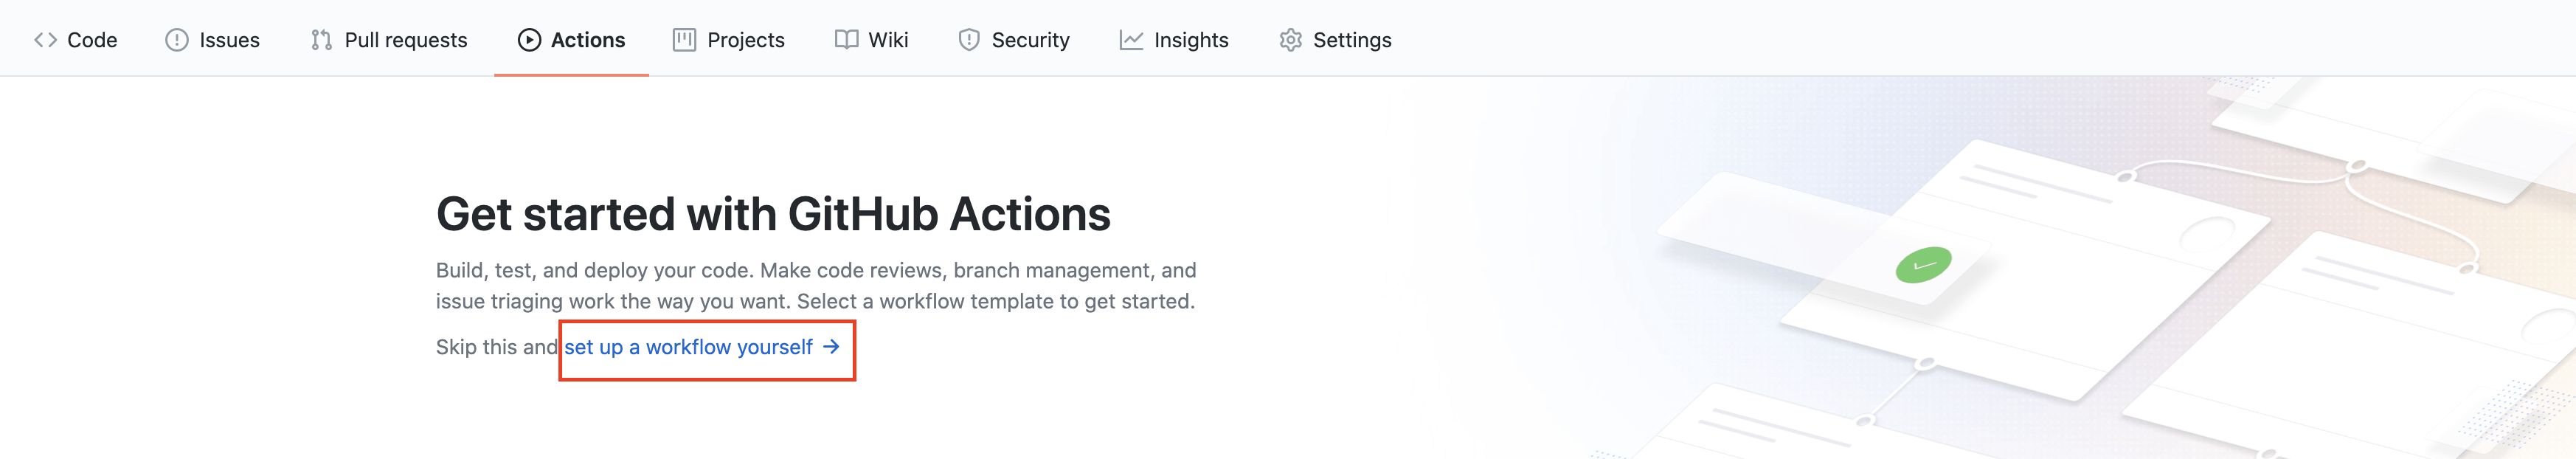 Code Issues Pull requests Actions Projects Wiki Security Insights Settings
Get started with GitHub Actions
Build, test, and deploy your code. Make code reviews, branch management, and
issue triaging work the way you want. Select a workflow template to get started.
Skip this and set up a workflow yourself →